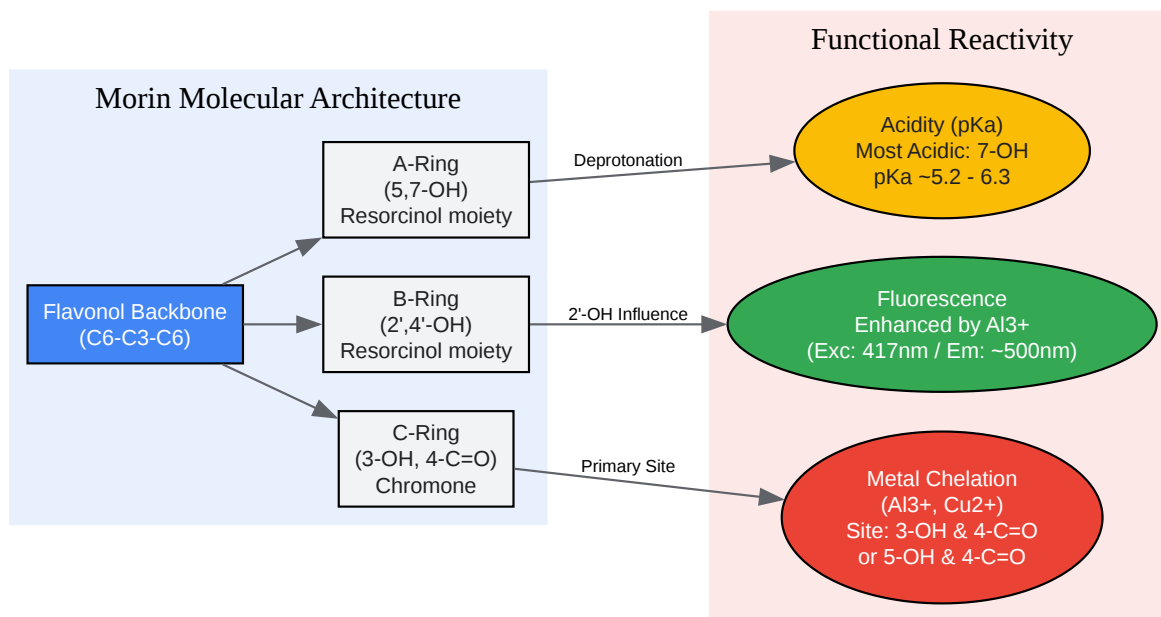 Morin Molecular Architecture
Functional Reactivity
Flavonol Backbone
(C6-C3-C6)
A-Ring
(5,7-OH)
Resorcinol moiety
B-Ring
(2',4'-OH)
Resorcinol moiety
C-Ring
(3-OH, 4-C=O)
Chromone
Deprotonation
2'-OH Influence
Primary Site
Acidity (pKa)
Most Acidic: 7-OH
pKa ~5.2 - 6.3
Fluorescence
Enhanced by Al3+
(Exc: 417nm / Em: ~500nm)
Metal Chelation
(Al3+, Cu2+)
Site: 3-OH & 4-C=O
or 5-OH & 4-C=O